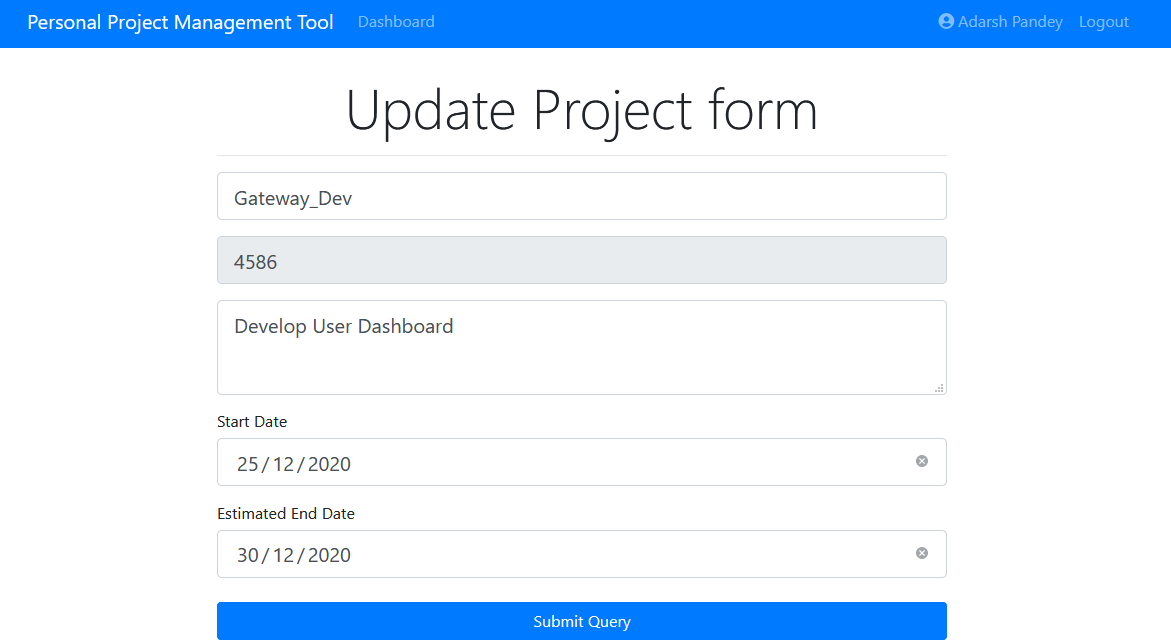 Personal Project Management Tool Dashboard Adarsh Pandey Logout
Update Project form
Gateway_Dev
4586
Develop User Dashboard
Start Date
25/12/2020
Estimated End Date
30/12/2020
Submit Query